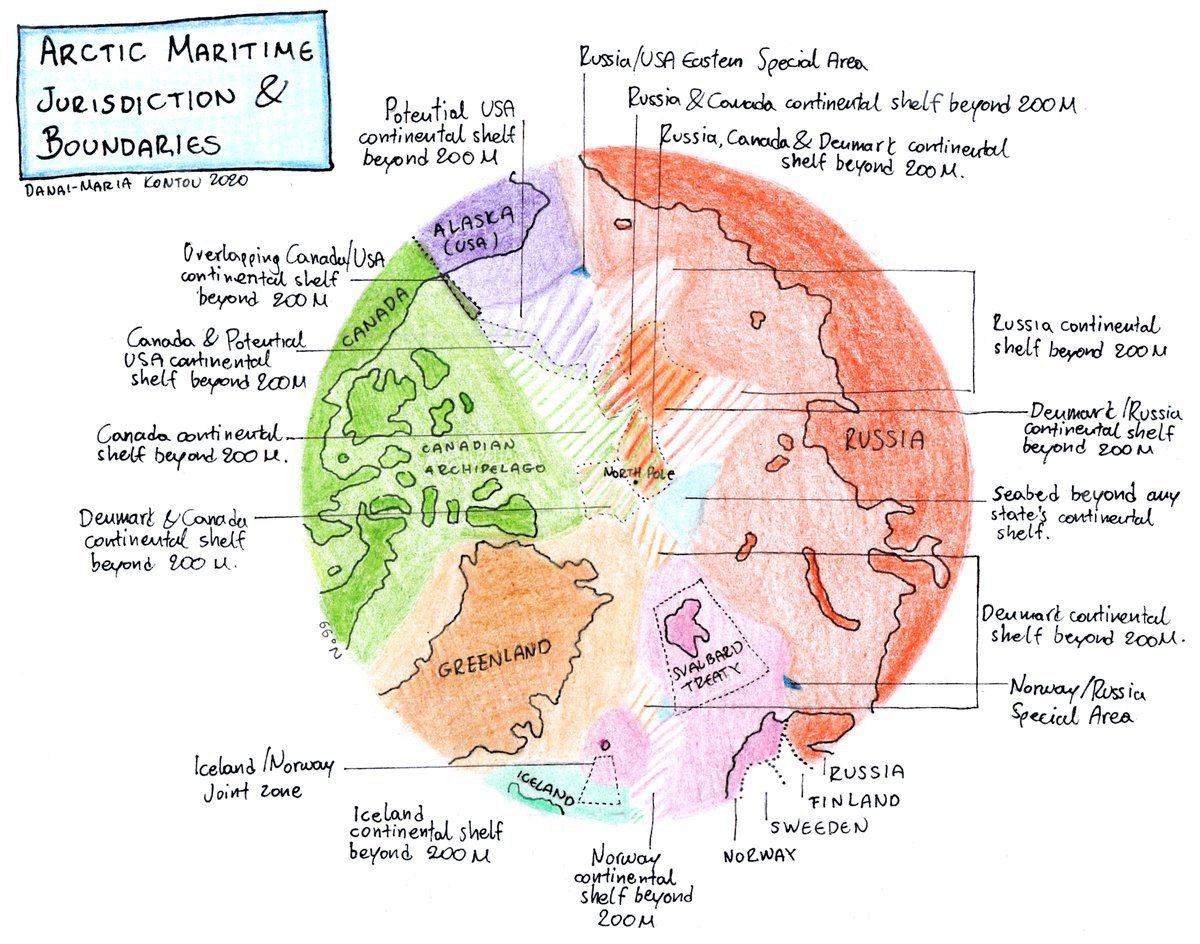 ARCTIC MARITIME
JURISDICTION &
BOUNDARIES
DANAI-MARIA KONTOU 2020
Russia/USA Eastern Special Area
Russia & Canada continental shelf beyond 200 M.
Russia, Canada & Denmark continental
shelf beyond 200 M.
Potential USA
continental shelf
beyond 200 M
ALASKA
(USA)
Overlapping Canada/USA
continental shelf
beyond 200 M
CANADA
Canada & Potential
USA continental
shelf beyond 200 M
Russia continental
shelf beyond 200 M
Canada continental
shelf beyond 200 M.
CANADIAN
ARCHIPELAGO
NORTH POLE
RUSSIA
Denmark/Russia
continental shelf
beyond 200 M
Seabed beyond any
state's continental
shelf.
Denmark & Canada
continental shelf
beyond 200 M.
66°N
GREENLAND
SVALBARD
TREATY
Denmark continental
shelf beyond 200 M.
Norway/Russia
Special Area
Iceland/Norway
Joint zone
ICELAND
Iceland
continental shelf
beyond 200 M
Norway
continental
shelf beyond
200 M
RUSSIA
FINLAND
SWEDEN
NORWAY